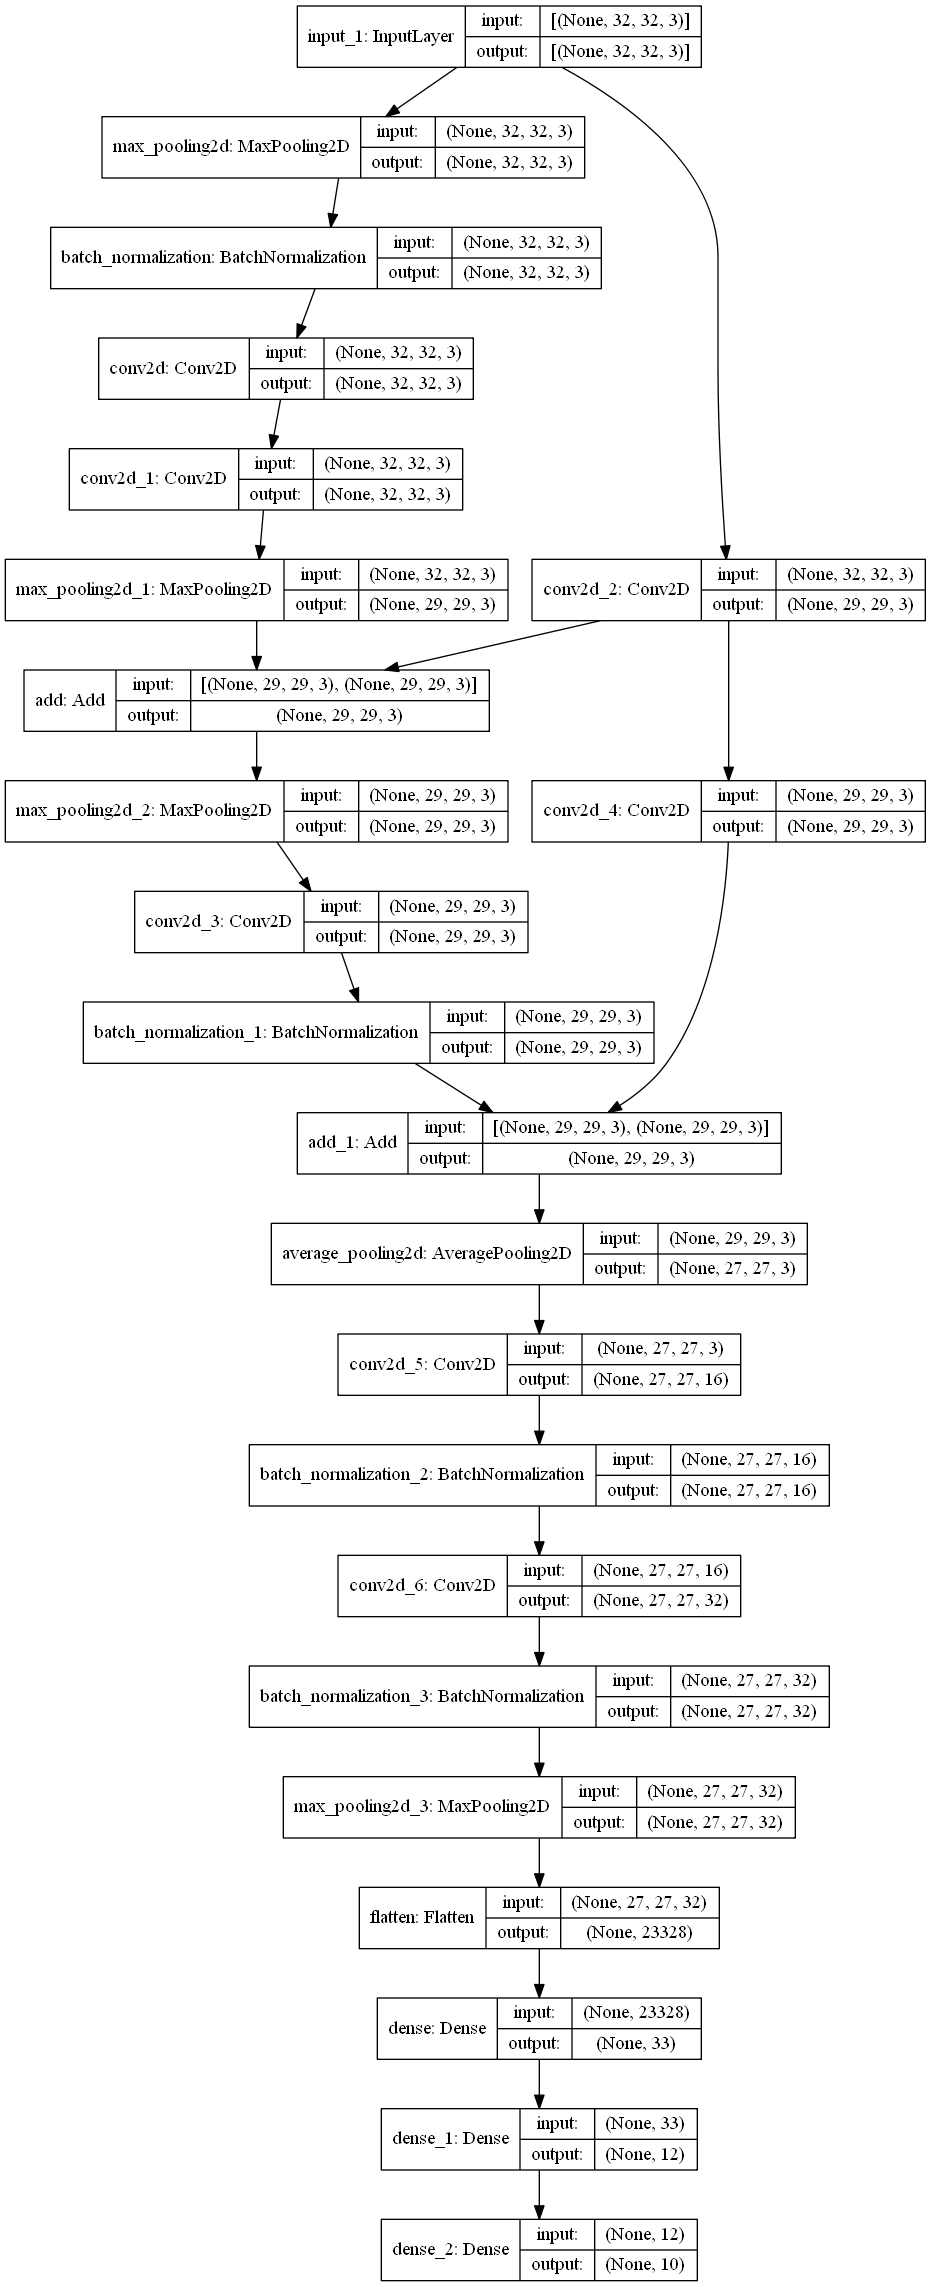 input_1: InputLayer
input: [(None, 32, 32, 3)]
output: [(None, 32, 32, 3)]
max_pooling2d: MaxPooling2D
input: (None, 32, 32, 3)
output: (None, 32, 32, 3)
batch_normalization: BatchNormalization
input: (None, 32, 32, 3)
output: (None, 32, 32, 3)
conv2d: Conv2D
input: (None, 32, 32, 3)
output: (None, 32, 32, 3)
conv2d_1: Conv2D
input: (None, 32, 32, 3)
output: (None, 32, 32, 3)
max_pooling2d_1: MaxPooling2D
input: (None, 32, 32, 3)
output: (None, 29, 29, 3)
conv2d_2: Conv2D
input: (None, 32, 32, 3)
output: (None, 29, 29, 3)
add: Add
input: [(None, 29, 29, 3), (None, 29, 29, 3)]
output: (None, 29, 29, 3)
max_pooling2d_2: MaxPooling2D
input: (None, 29, 29, 3)
output: (None, 29, 29, 3)
conv2d_4: Conv2D
input: (None, 29, 29, 3)
output: (None, 29, 29, 3)
conv2d_3: Conv2D
input: (None, 29, 29, 3)
output: (None, 29, 29, 3)
batch_normalization_1: BatchNormalization
input: (None, 29, 29, 3)
output: (None, 29, 29, 3)
add_1: Add
input: [(None, 29, 29, 3), (None, 29, 29, 3)]
output: (None, 29, 29, 3)
average_pooling2d: AveragePooling2D
input: (None, 29, 29, 3)
output: (None, 27, 27, 3)
conv2d_5: Conv2D
input: (None, 27, 27, 3)
output: (None, 27, 27, 16)
batch_normalization_2: BatchNormalization
input: (None, 27, 27, 16)
output: (None, 27, 27, 16)
conv2d_6: Conv2D
input: (None, 27, 27, 16)
output: (None, 27, 27, 32)
batch_normalization_3: BatchNormalization
input: (None, 27, 27, 32)
output: (None, 27, 27, 32)
max_pooling2d_3: MaxPooling2D
input: (None, 27, 27, 32)
output: (None, 27, 27, 32)
flatten: Flatten
input: (None, 27, 27, 32)
output: (None, 23328)
dense: Dense
input: (None, 23328)
output: (None, 33)
dense_1: Dense
input: (None, 33)
output: (None, 12)
dense_2: Dense
input: (None, 12)
output: (None, 10)